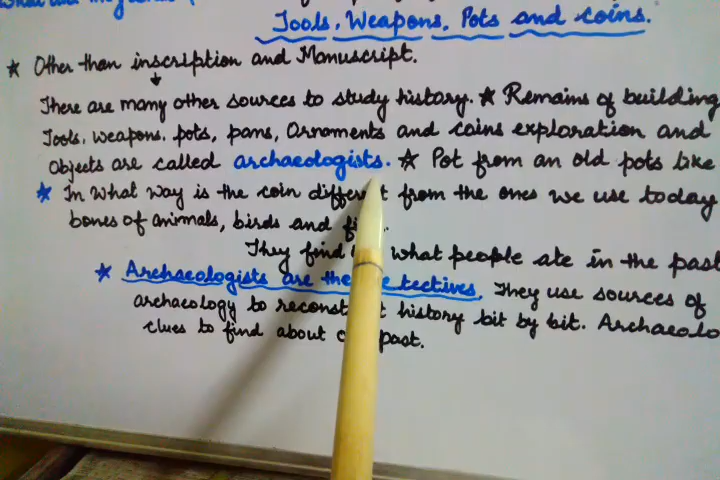 Tools, Weapons, Pots and coins.
★ Other than inscription and Manuscript.
There are many other sources to study history. ★ Remains of building
Tools, weapons, pots, pans, Ornaments and coins exploration and
Objects are called archaeologists. ★ Pot from an old pots like
★ In What way is the coin different from the ones we use today
bones of animals, birds and
They find what people ate in the past
★ Archaeologists are the They use sources of
archaeology to history bit by bit. Archaeolo
clues to find about past.